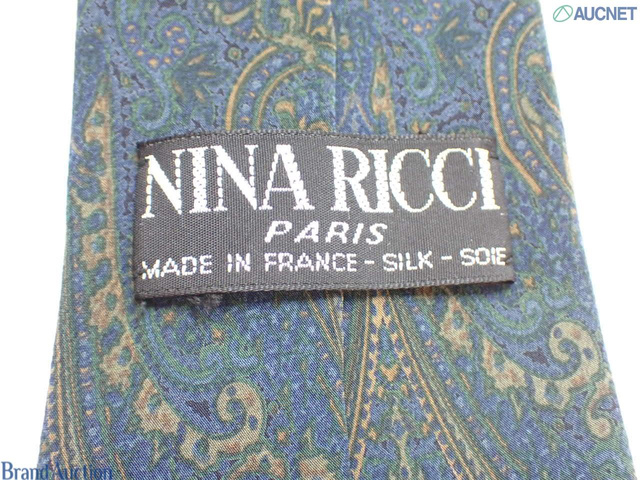 AUCNET
NINA RICCI
PARIS
MADE IN FRANCE - SILK - SOIE
BrandAuction